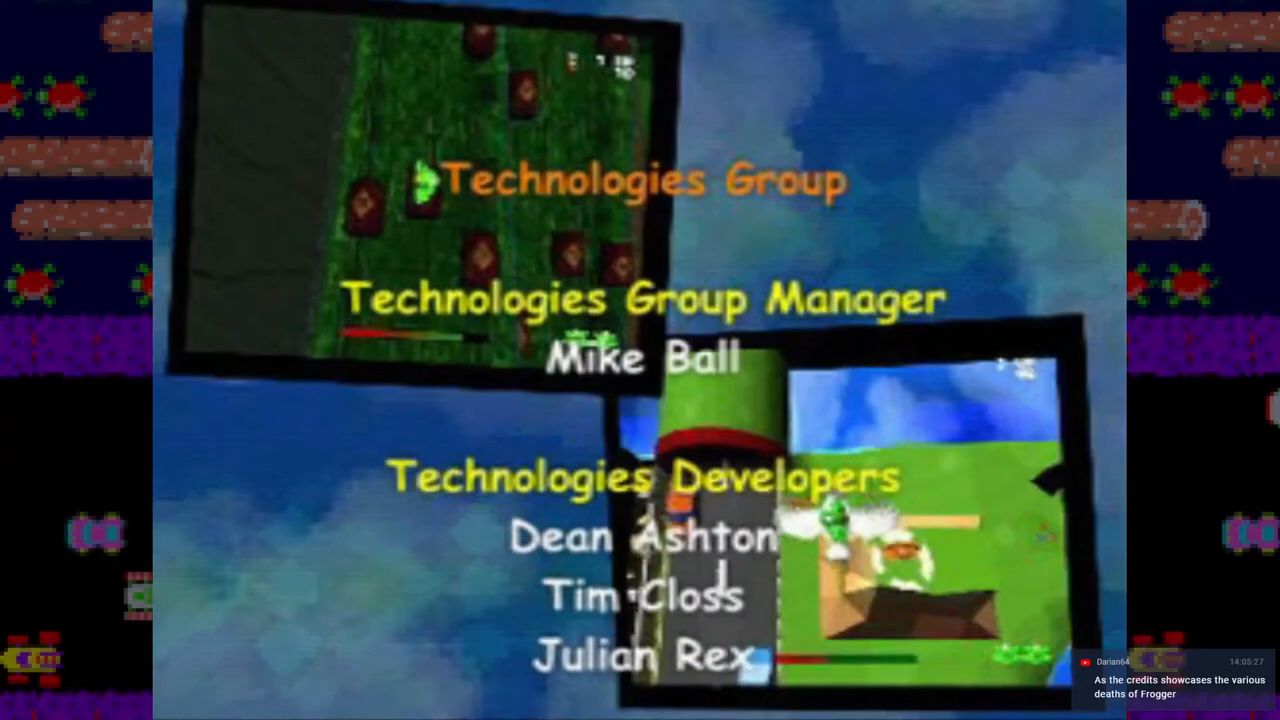 Technologies Group
Technologies Group Manager
Mike Ball
Technologies Developers
Dean Ashton
Tim Closs
Julian Rex
Darian64 14:05:27
As the credits showcases the various
deaths of Frogger